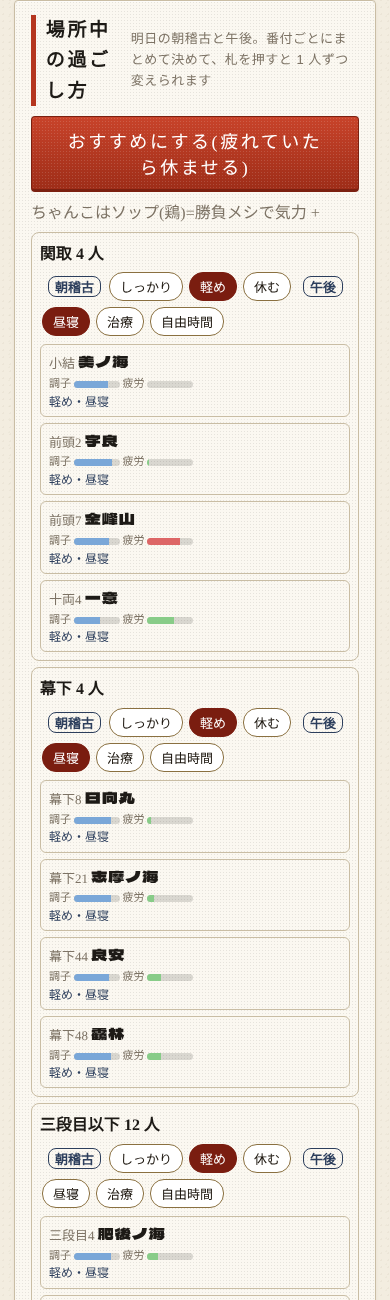 場所中
の過ご
し方
明日の朝稽古と午後。番付ごとにま
とめて決めて、札を押すと 1 人ずつ
変えられます
おすすめにする(疲れていた
ら休ませる)
ちゃんこはソップ(鶏)=勝負メシで気力 +
関取 4 人
朝稽古 しっかり 軽め 休む 午後
昼寝 治療 自由時間
小結 美ノ海
調子 疲労
軽め・昼寝
前頭2 宇良
調子 疲労
軽め・昼寝
前頭7 金峰山
調子 疲労
軽め・昼寝
十両4 一意
調子 疲労
軽め・昼寝
幕下 4 人
朝稽古 しっかり 軽め 休む 午後
昼寝 治療 自由時間
幕下8 日向丸
調子 疲労
軽め・昼寝
幕下21 志摩ノ海
調子 疲労
軽め・昼寝
幕下44 良安
調子 疲労
軽め・昼寝
幕下48 森林
調子 疲労
軽め・昼寝
三段目以下 12 人
朝稽古 しっかり 軽め 休む 午後
昼寝 治療 自由時間
三段目4 肥後ノ海
調子 疲労
軽め・昼寝